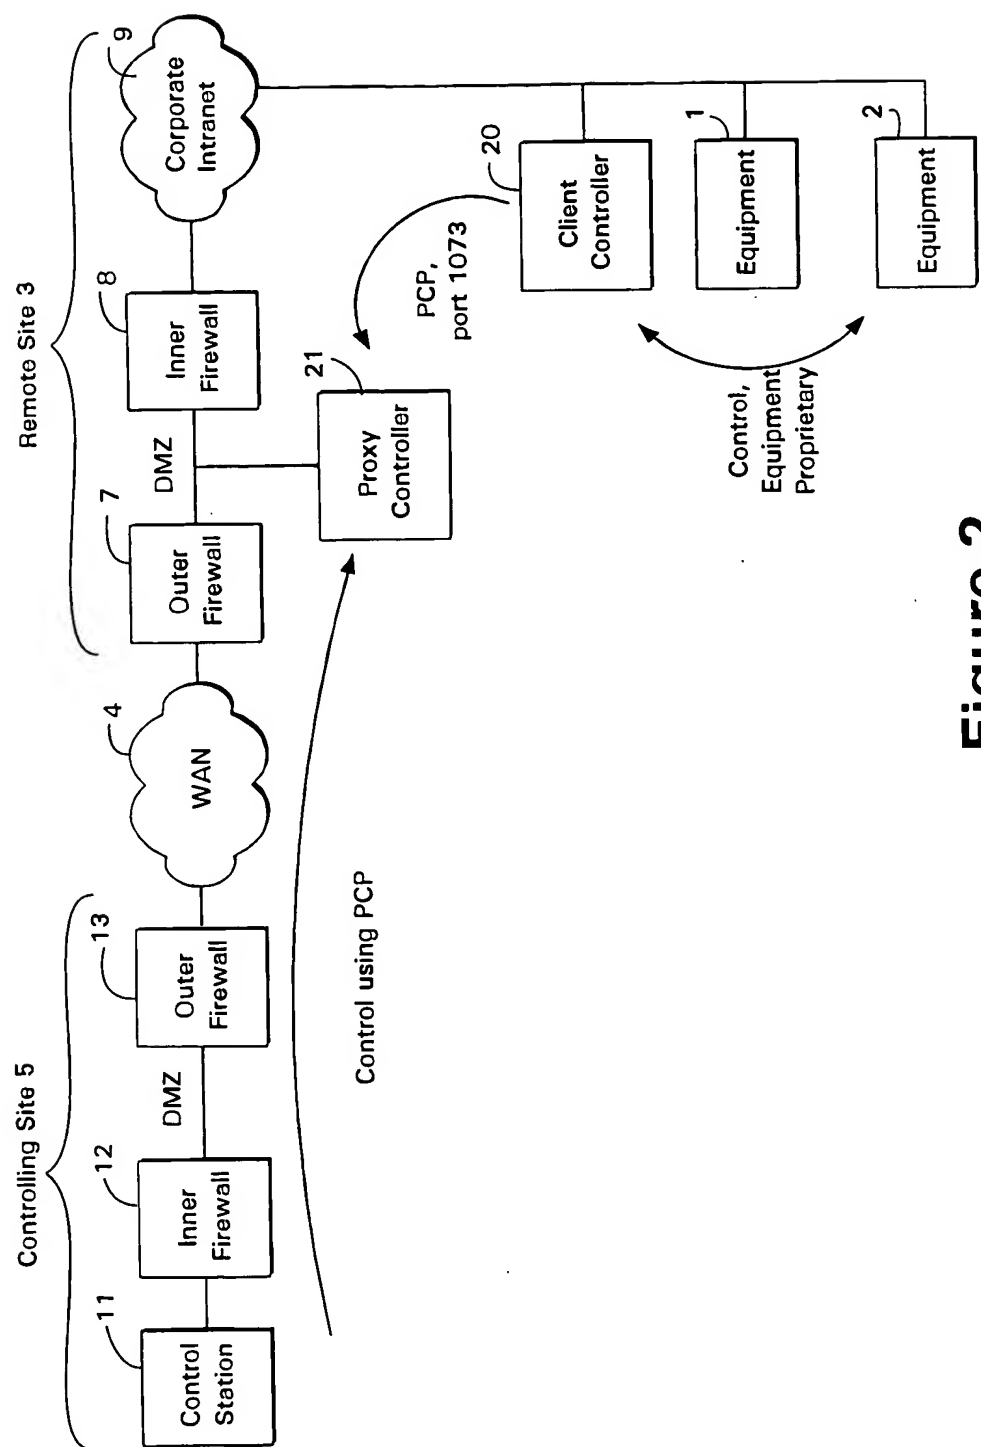 Controlling Site 5
Remote Site 3
11
Control
Station
12
Inner
Firewall
DMZ
13
Outer
Firewall
4
WAN
7
Outer
Firewall
DMZ
8
Inner
Firewall
9
Corporate
Intranet
Control using PCP
21
Proxy
Controller
PCP,
port 1073
20
Client
Controller
1
Equipment
2
Equipment
Control,
Equipment
Proprietary
Figure 2